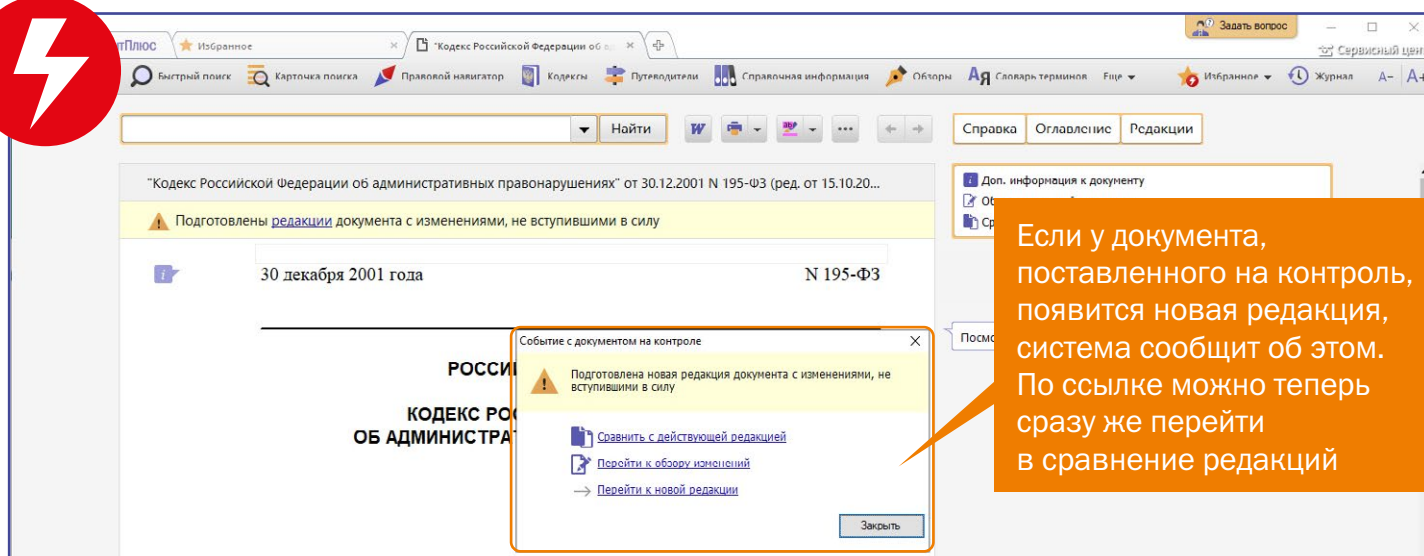 тПлюс
Избранное
"Кодекс Российской Федерации об а
Задать вопрос
Сервисный цен
Быстрый поиск
Карточка поиска
Правовой навигатор
Кодексы
Путеводители
Справочная информация
Обзоры
Словарь терминов
Еще
Избранное
Журнал
А-
А+
Найти
Справка
Оглавление
Редакции
"Кодекс Российской Федерации об административных правонарушениях" от 30.12.2001 N 195-ФЗ (ред. от 15.10.20...
Подготовлены редакции документа с изменениями, не вступившими в силу
Доп. информация к документу
Об
Ср
30 декабря 2001 года
N 195-ФЗ
Посмо
РОССИ
КОДЕКС РОС
ОБ АДМИНИСТРА
Событие с документом на контроле
Подготовлена новая редакция документа с изменениями, не
вступившими в силу
Сравнить с действующей редакцией
Перейти к обзору изменений
Перейти к новой редакции
Закрыть
Если у документа,
поставленного на контроль,
появится новая редакция,
система сообщит об этом.
По ссылке можно теперь
сразу же перейти
в сравнение редакций